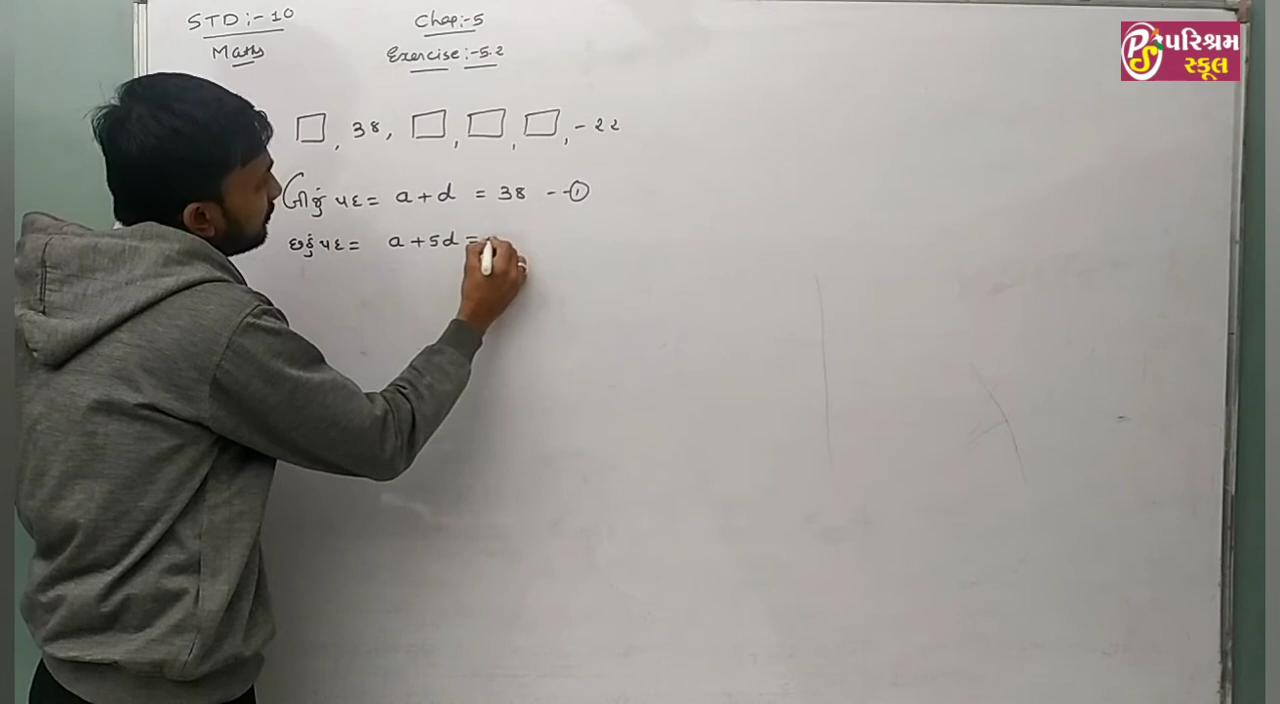 STD :- 10
Chap:-5
Maths
Exercise :-5.2
પરિશ્રમ
સ્કૂલ
□, 38, □, □, □, -22
બીજું પદ = a + d = 38 --①
છઠ્ઠું પદ = a + 5d =